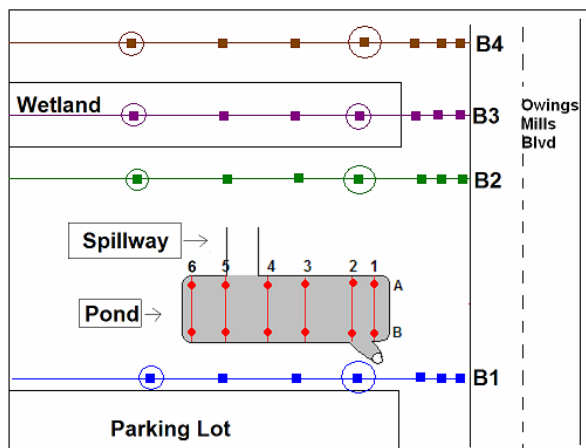 B4
Wetland
B3
Owings
Mills
Blvd
B2
Spillway
6 5 4 3 2 1
A
Pond
B
B1
Parking Lot